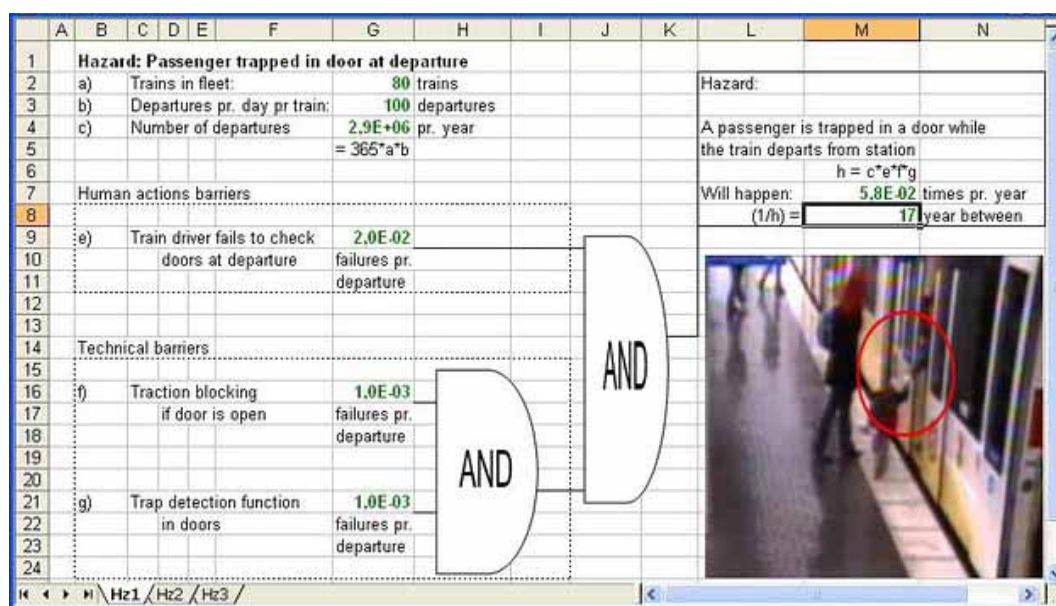 A B C D E F G H I J K L M N
1 Hazard: Passenger trapped in door at departure
2 a) Trains in fleet: 80 trains Hazard:
3 b) Departures pr. day pr train: 100 departures
4 c) Number of departures 2,9E+06 pr. year A passenger is trapped in a door while
5 = 365*a*b the train departs from station
6 h = c*e*f*g
7 Human actions barriers Will happen: 5,8E-02 times pr. year
8 (1/h) = 17 year between
9 e) Train driver fails to check 2,0E-02
10 doors at departure failures pr.
11 departure
12
13
14 Technical barriers AND
15
16 f) Traction blocking 1,0E-03
17 if door is open failures pr.
18 departure
19
20 AND
21 g) Trap detection function 1,0E-03
22 in doors failures pr.
23 departure
24
Hz1 Hz2 Hz3